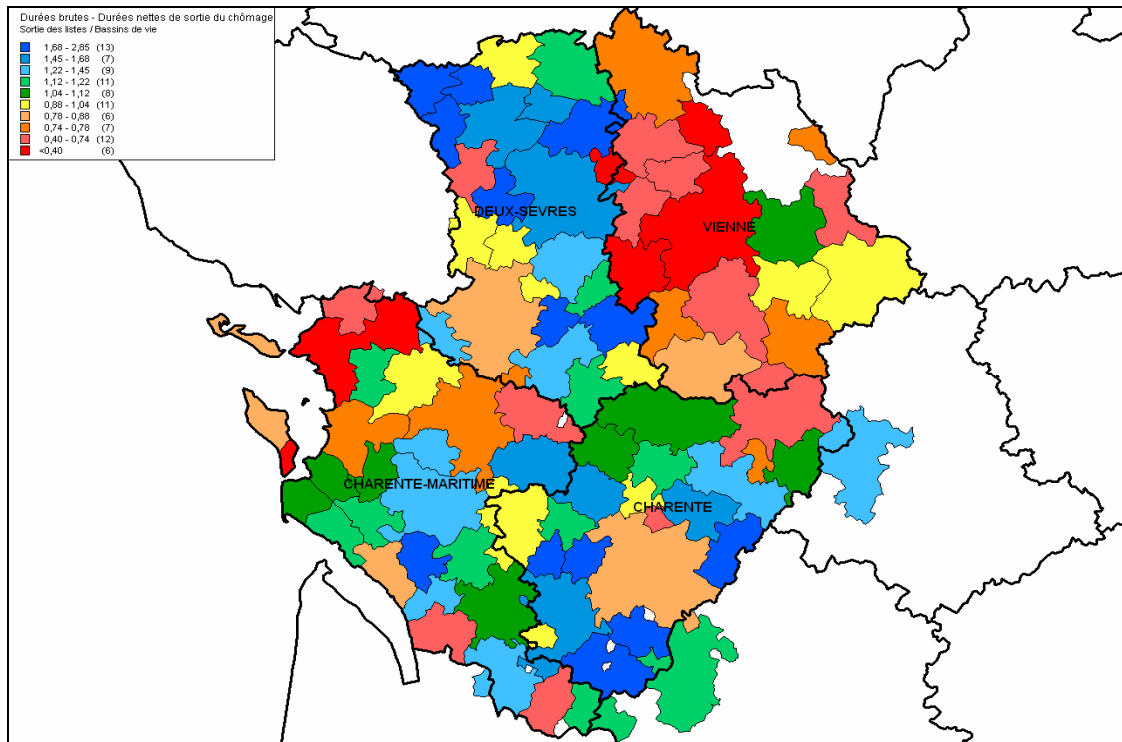 Durées brutes - Durées nettes de sortie du chômage
Sortie des listes / Bassins de vie
1,68 - 2,85 (13)
1,45 - 1,68 (7)
1,22 - 1,45 (9)
1,12 - 1,22 (11)
1,04 - 1,12 (8)
0,88 - 1,04 (11)
0,78 - 0,88 (6)
0,74 - 0,78 (7)
0,40 - 0,74 (12)
<0,40 (6)
DEUX-SEVRES
VIENNE
CHARENTE-MARITIME
CHARENTE